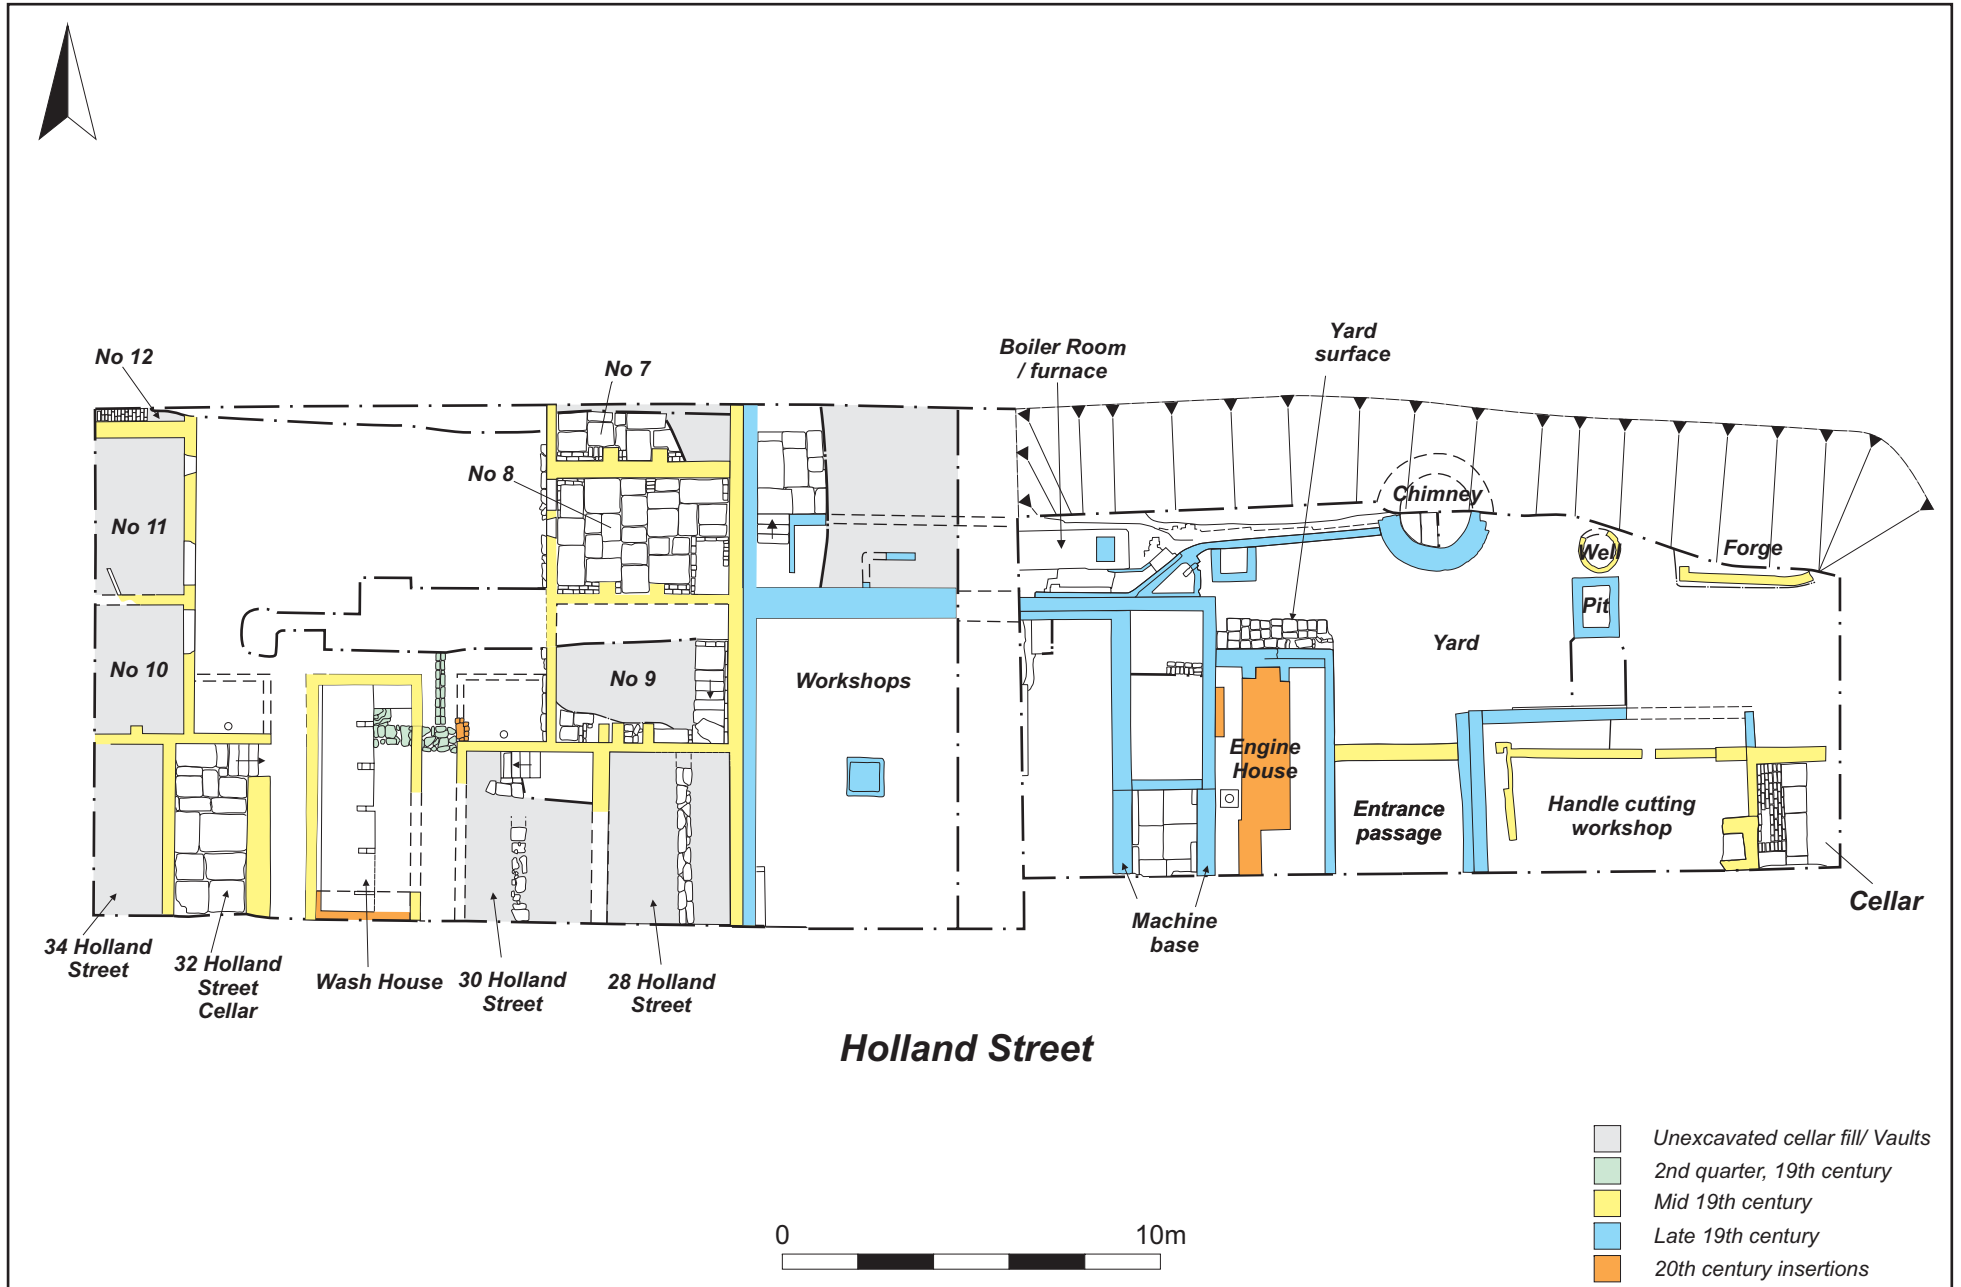 No 12
No 7
Boiler Room
/ furnace
Yard
surface
No 8
Chimney
No 11
Well
Forge
Pit
No 10
No 9
Workshops
Yard
Engine
House
Entrance
passage
Handle cutting
workshop
Cellar
34 Holland
Street
32 Holland
Street
Cellar
Wash House
30 Holland
Street
28 Holland
Street
Machine
base
Holland Street
0
10m
Unexcavated cellar fill/ Vaults
2nd quarter, 19th century
Mid 19th century
Late 19th century
20th century insertions